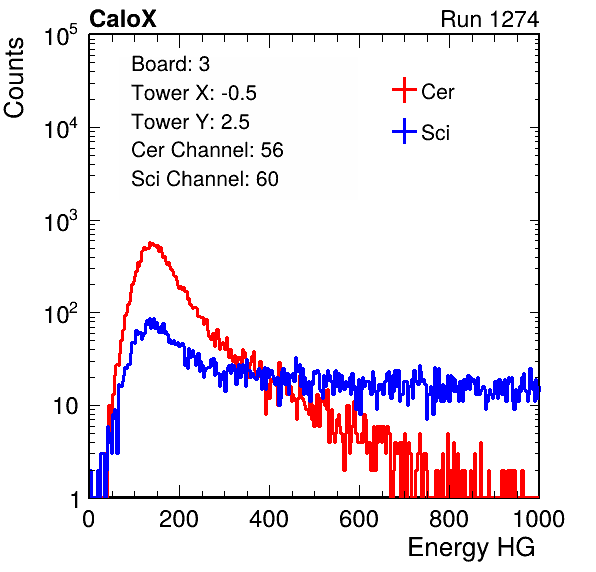 CaloX Run 1274
Counts
Board: 3
Tower X: -0.5
Tower Y: 2.5
Cer Channel: 56
Sci Channel: 60
Cer
Sci
10^5
10^4
10^3
10^2
10
1
0 200 400 600 800 1000
Energy HG